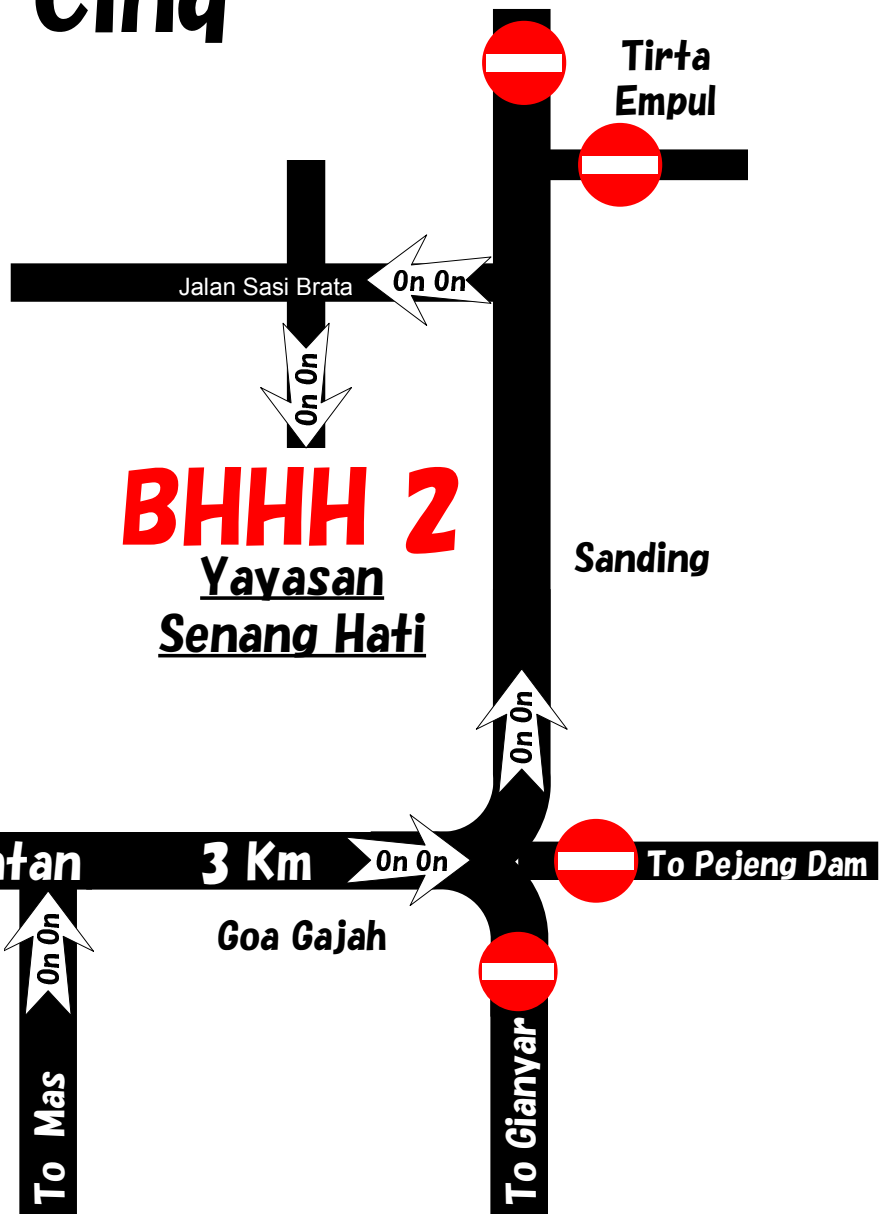 Tirta
Empul
Jalan Sasi Brata
On On
On On
BHHH 2
Yayasan
Senang Hati
Sanding
On On
3 Km
On On
To Pejeng Dam
Goa Gajah
On On
To Mas
To Gianyar